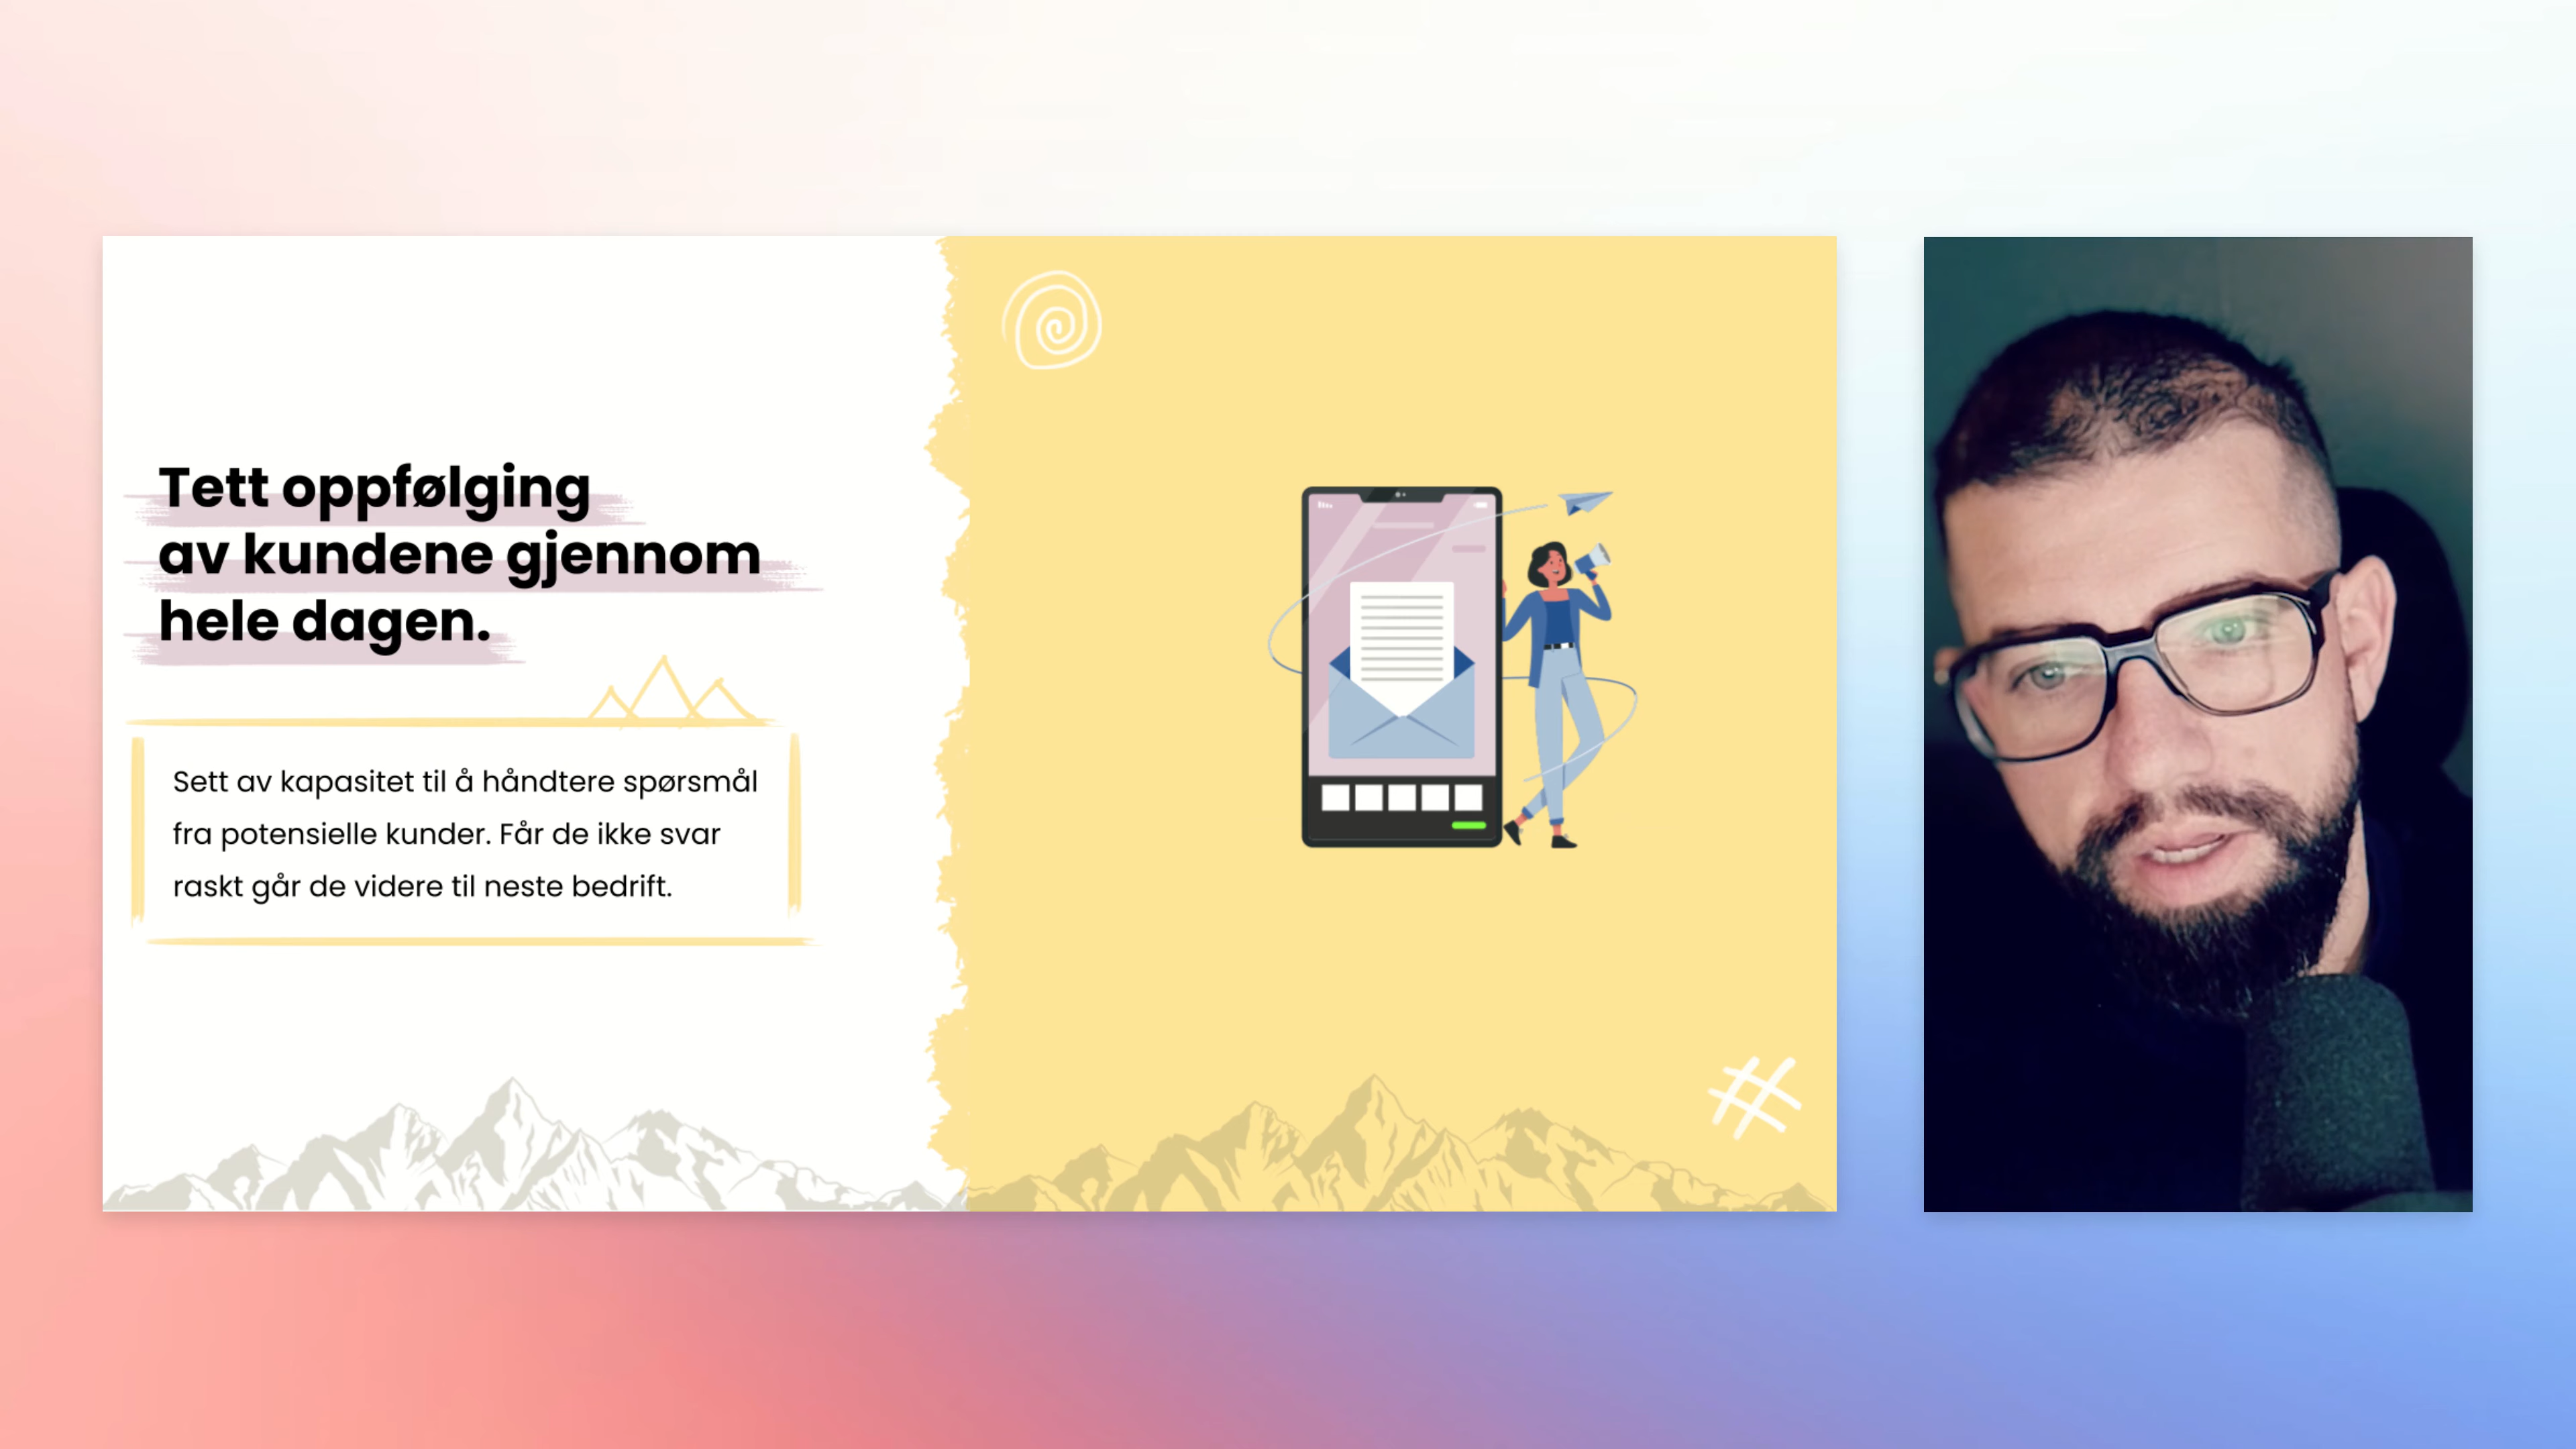 Tett oppfølging
av kundene gjennom
hele dagen.
Sett av kapasitet til å håndtere spørsmål
fra potensielle kunder. Får de ikke svar
raskt går de videre til neste bedrift.